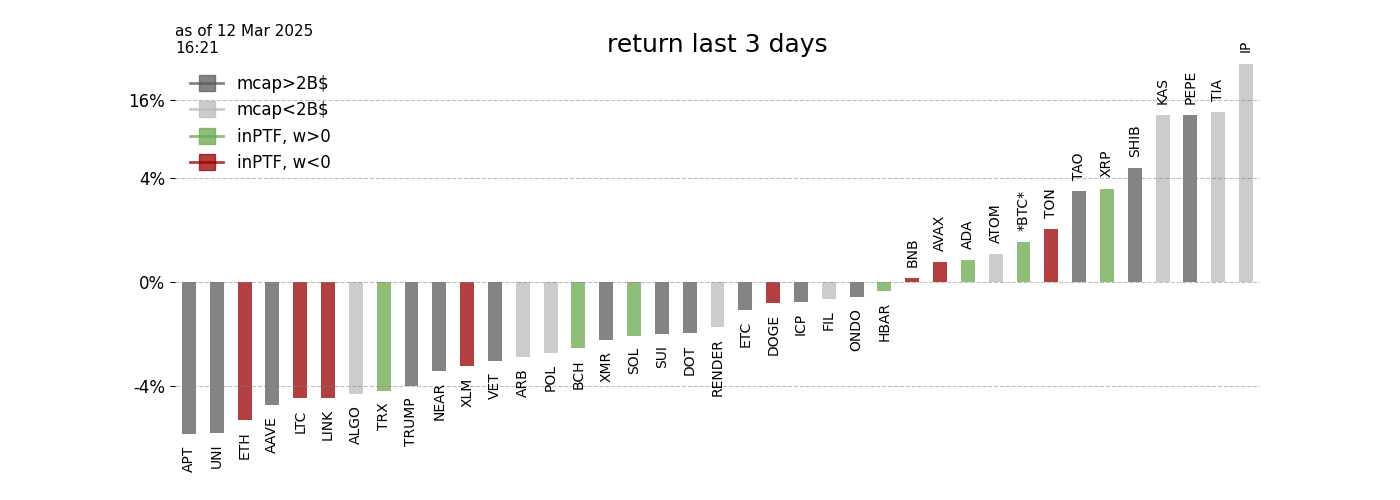 as of 12 Mar 2025
16:21
return last 3 days
mcap>2B$
mcap<2B$
inPTF, w>0
inPTF, w<0
16%
4%
0%
-4%
APT
UNI
ETH
AAVE
LTC
LINK
ALGO
TRX
TRUMP
NEAR
XLM
VET
ARB
POL
BCH
XMR
SOL
SUI
DOT
RENDER
ETC
DOGE
ICP
FIL
ONDO
HBAR
BNB
AVAX
ADA
ATOM
*BTC*
TON
TAO
XRP
SHIB
KAS
PEPE
TIA
IP